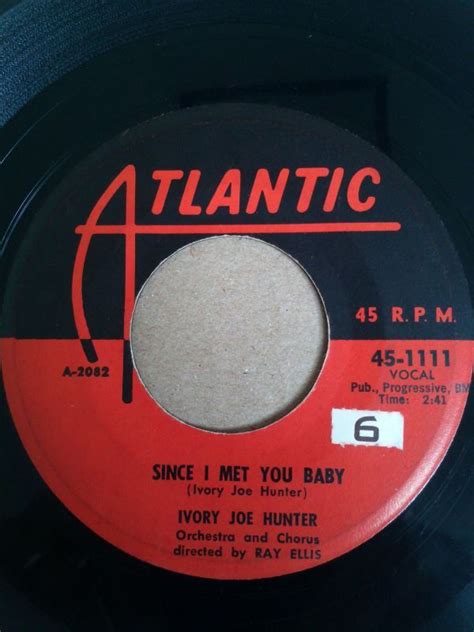 ATLANTIC
45 R.P.M.
A-2082
45-1111
VOCAL
Pub., Progressive, BM
Time: 2:41
6
SINCE I MET YOU BABY
(Ivory Joe Hunter)
IVORY JOE HUNTER
Orchestra and Chorus
directed by RAY ELLIS